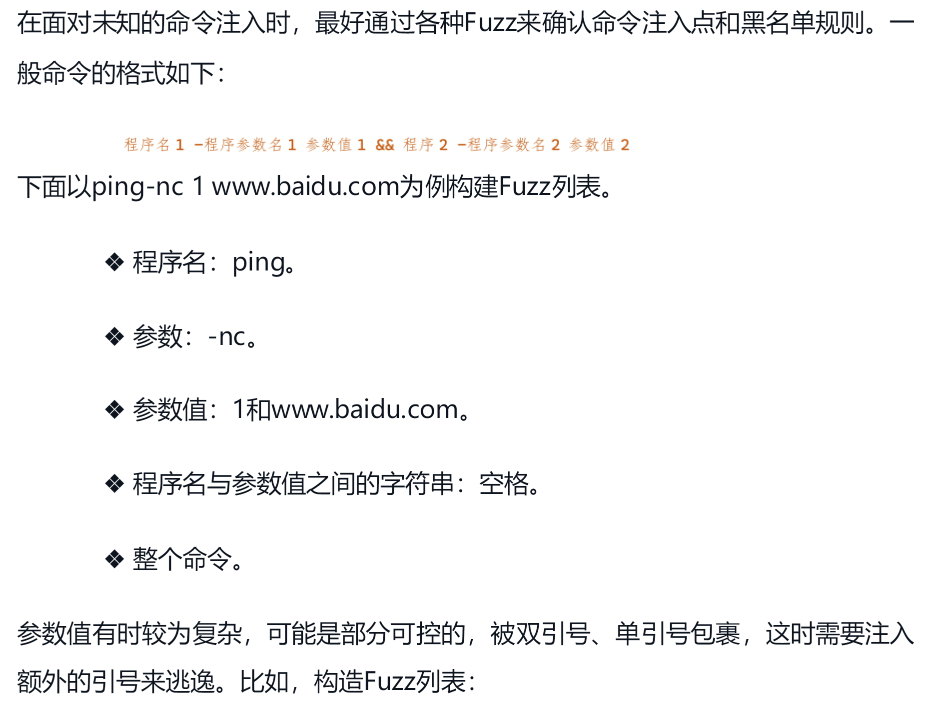 在面对未知的命令注入时，最好通过各种Fuzz来确认命令注入点和黑名单规则。一
般命令的格式如下：
程序名1 -程序参数名1 参数值1 && 程序2 -程序参数名2 参数值2
下面以ping-nc 1 www.baidu.com为例构建Fuzz列表。
❖ 程序名：ping。
❖ 参数：-nc。
❖ 参数值：1和www.baidu.com。
❖ 程序名与参数值之间的字符串：空格。
❖ 整个命令。
参数值有时较为复杂，可能是部分可控的，被双引号、单引号包裹，这时需要注入
额外的引号来逃逸。比如，构造Fuzz列表：